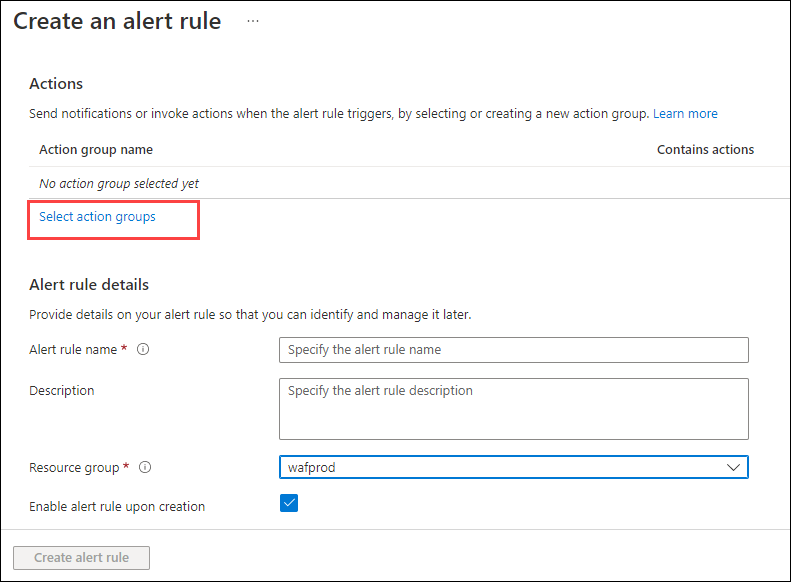 Create an alert rule ...
Actions
Send notifications or invoke actions when the alert rule triggers, by selecting or creating a new action group. Learn more
Action group name Contains actions
No action group selected yet
Select action groups
Alert rule details
Provide details on your alert rule so that you can identify and manage it later.
Alert rule name * Specify the alert rule name
Description Specify the alert rule description
Resource group * wafprod
Enable alert rule upon creation
Create alert rule